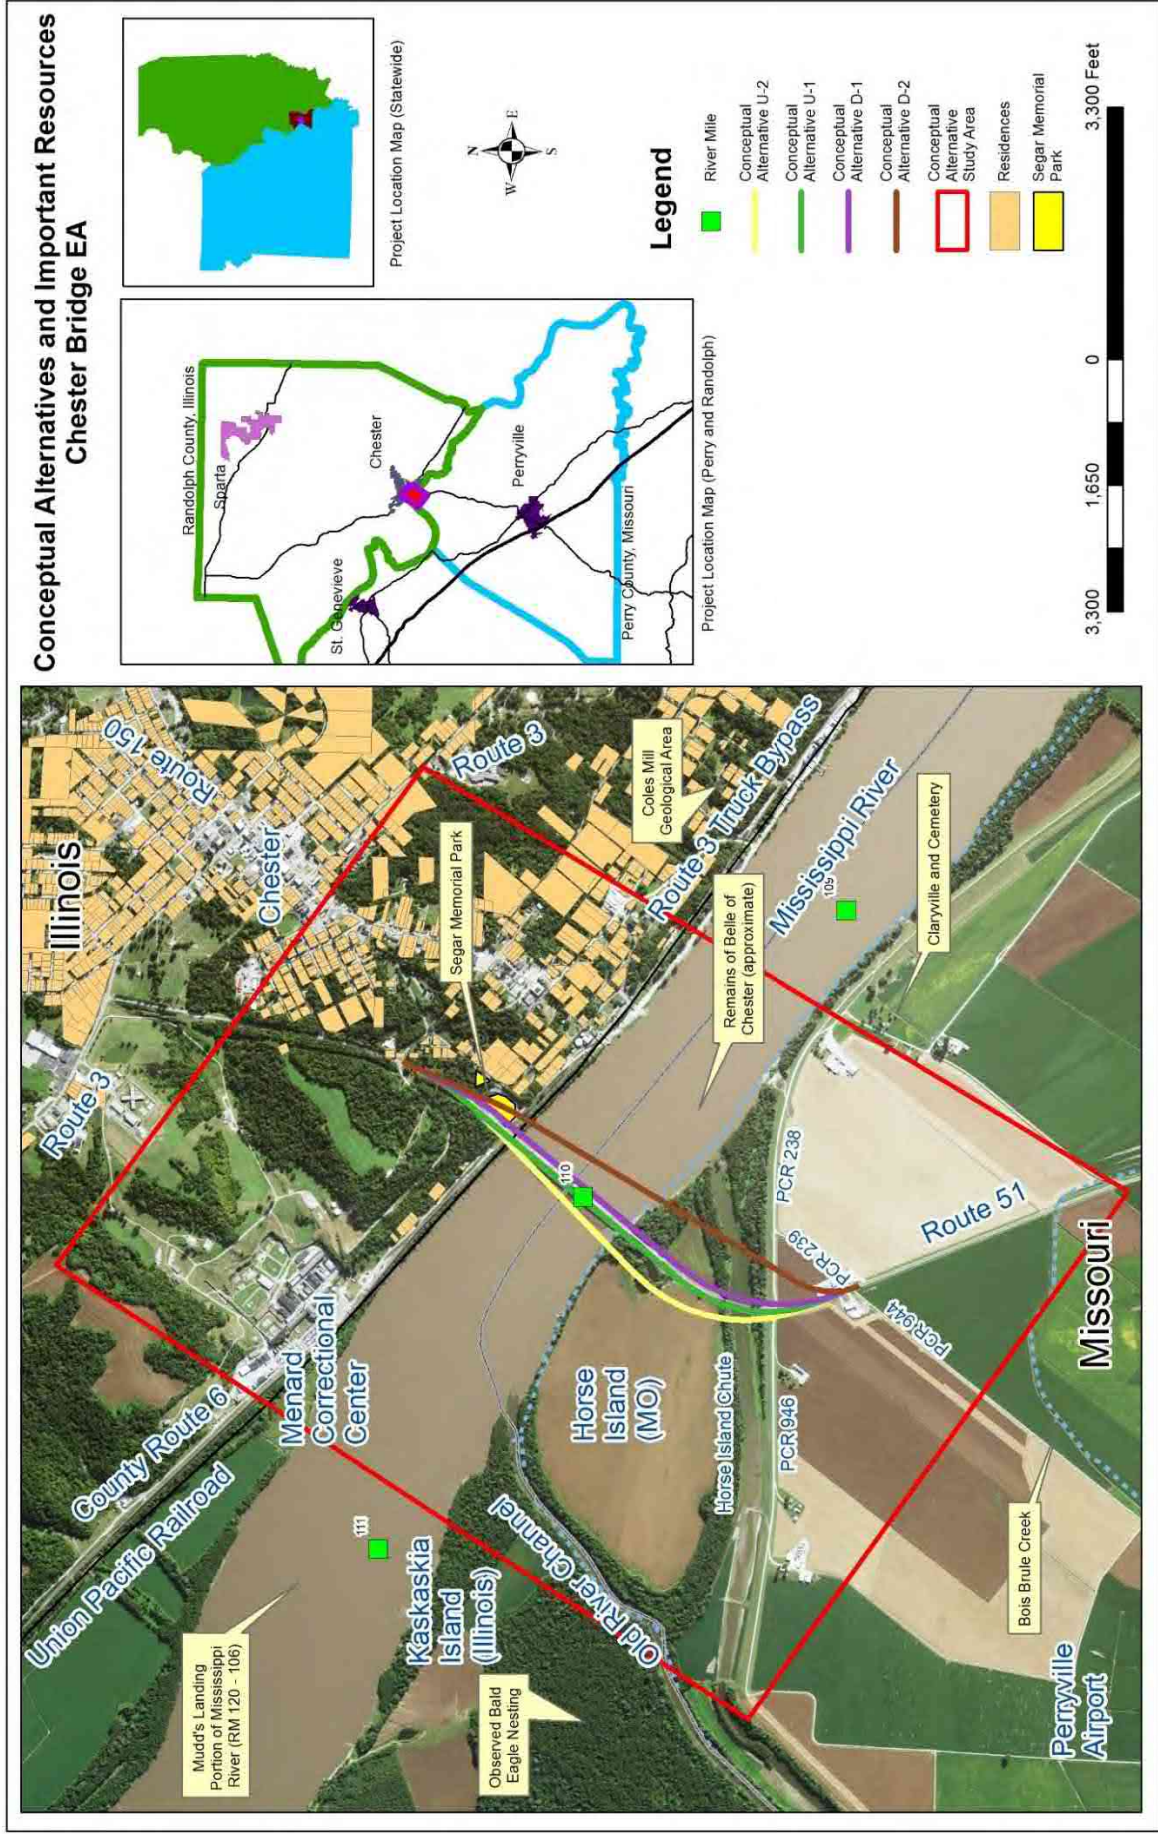 Conceptual Alternatives and Important Resources
Chester Bridge EA
Illinois
Route 150
Route 3
Chester
Route 3
Segar Memorial Park
Coles Mill
Geological Area
Route 3 Truck Bypass
Mississippi River
109
Remains of Belle of
Chester (approximate)
Claryville and Cemetery
County Route 6
Union Pacific Railroad
Menard
Correctional
Center
110
111
Mudd's Landing
Portion of Mississippi
River (RM 120 - 106)
Kaskaskia
Island
(Illinois)
Observed Bald
Eagle Nesting
Old River Channel
Horse
Island
(MO)
Horse Island Chute
PCR 238
PCR 239
PCR 946
PCR 944
Route 51
Missouri
Bois Brule Creek
Perryville
Airport
Randolph County, Illinois
Sparta
Chester
St. Genevieve
Perryville
Perry County, Missouri
Project Location Map (Perry and Randolph)
Project Location Map (Statewide)
N
W
E
S
Legend
River Mile
Conceptual
Alternative U-2
Conceptual
Alternative U-1
Conceptual
Alternative D-1
Conceptual
Alternative D-2
Conceptual
Alternative
Study Area
Residences
Segar Memorial
Park
3,300 1,650 0 3,300 Feet